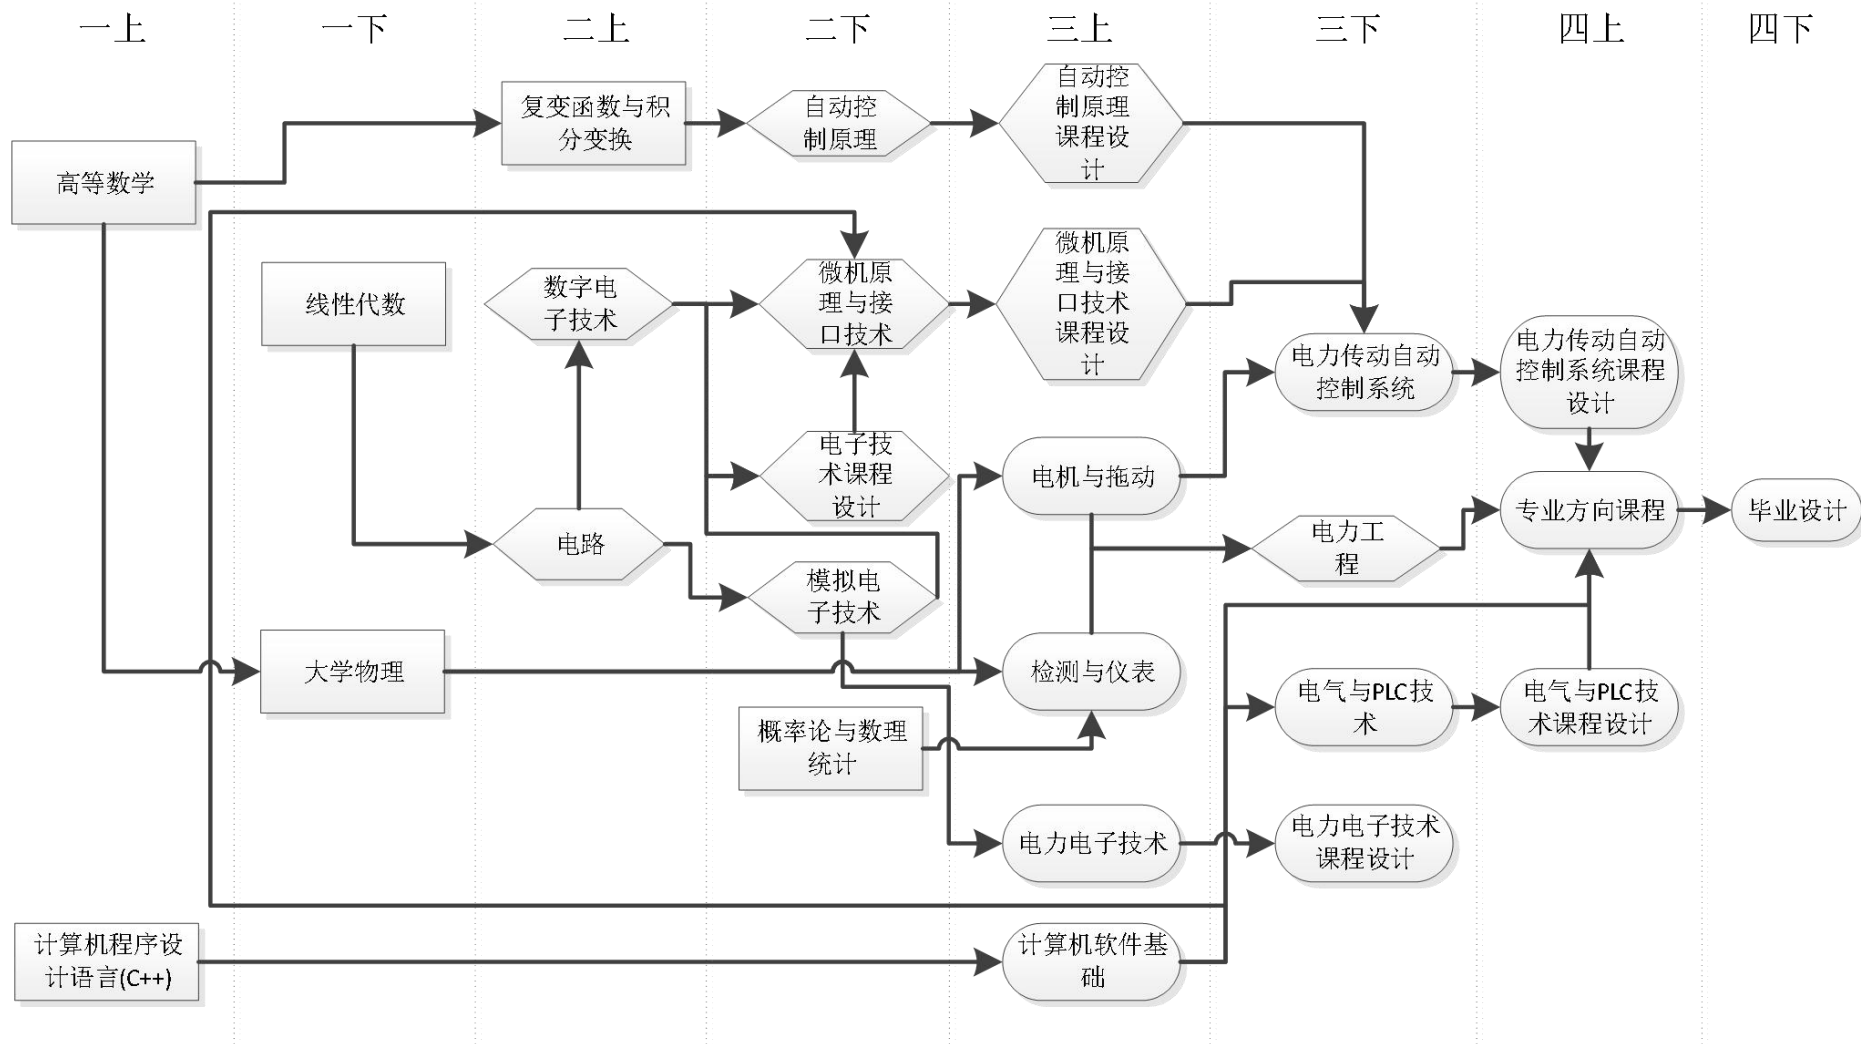 一上
一下
二上
二下
三上
三下
四上
四下
高等数学
计算机程序设
计语言(C++)
线性代数
大学物理
复变函数与积
分变换
数字电
子技术
电路
自动控
制原理
微机原
理与接
口技术
电子技
术课程
设计
模拟电
子技术
概率论与数理
统计
自动控
制原理
课程设
计
微机原
理与接
口技术
课程设
计
电机与拖动
检测与仪表
电力电子技术
计算机软件基
础
电力传动自动
控制系统
电力工
程
电气与PLC技
术
电力电子技术
课程设计
电力传动自动
控制系统课程
设计
专业方向课程
电气与PLC技
术课程设计
毕业设计